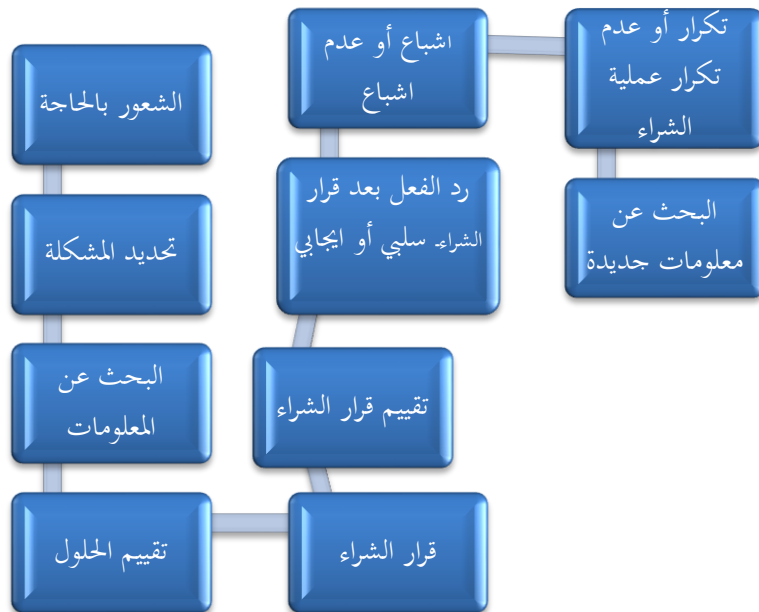 الشعور بالحاجة
تحديد المشكلة
البحث عن
المعلومات
تقييم الحلول
قرار الشراء
تقييم قرار الشراء
رد الفعل بعد قرار
الشراء۔ سلبي أو ايجابي
اشباع أو عدم
اشباع
تكرار أو عدم
تكرار عملية
الشراء
البحث عن
معلومات جديدة